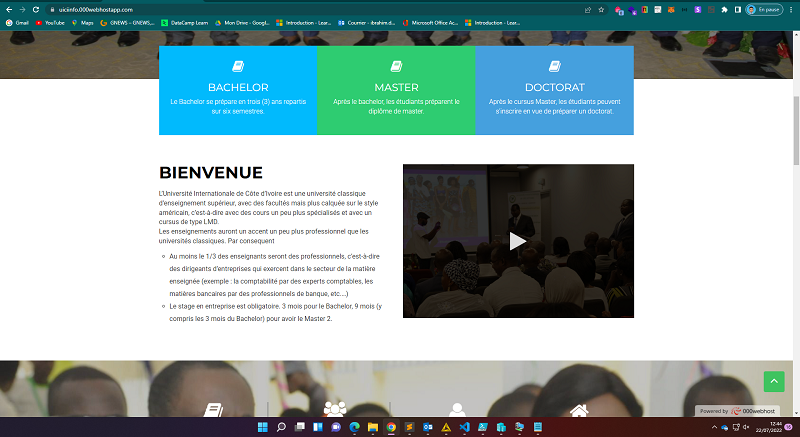 uiciinfo.000webhostapp.com
En pause
Gmail
YouTube
Maps
GNEWS – GNEWS,...
DataCamp Learn
Mon Drive - Googl...
Introduction - Lear...
Courrier - ibrahim.d...
Microsoft Office Ac...
Introduction - Lear...
BACHELOR
Le Bachelor se prépare en trois (3) ans repartis
sur six semestres.
MASTER
Après le bachelor, les étudiants préparent le
diplôme de master.
DOCTORAT
Après le cursus Master, les étudiants peuvent
s'inscrire en vue de préparer un doctorat.
BIENVENUE
L'Université Internationale de Côte d'Ivoire est une université classique
d'enseignement supérieur, avec des facultés mais plus calquée sur le style
américain, c'est-à-dire avec des cours un peu plus spécialisés et avec un
cursus de type LMD.
Les enseignements auront un accent un peu plus professionnel que les
universités classiques. Par consequent
Au moins le 1/3 des enseignants seront des professionnels, c'est-à-dire
des dirigeants d'entreprises qui exercent dans le secteur de la matière
enseignée (exemple : la comptabilité par des experts comptables, les
matières bancaires par des professionnels de banque, etc....)
Le stage en entreprise est obligatoire. 3 mois pour le Bachelor, 9 mois (y
compris les 3 mois du Bachelor) pour avoir le Master 2.
Powered by 000webhost
12:44
22/07/2022